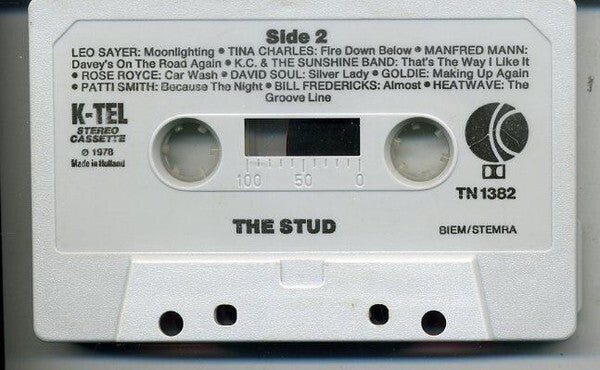 Side 2
LEO SAYER: Moonlighting • TINA CHARLES: Fire Down Below • MANFRED MANN:
Davey's On The Road Again • K.C. & THE SUNSHINE BAND: That's The Way I Like It
• ROSE ROYCE: Car Wash • DAVID SOUL: Silver Lady • GOLDIE: Making Up Again
• PATTI SMITH: Because The Night • BILL FREDERICKS: Almost • HEATWAVE: The
Groove Line
K-TEL
STEREO
CASSETTE
℗ 1978
Made in Holland
100 50 0
TN 1382
THE STUD
BIEM/STEMRA